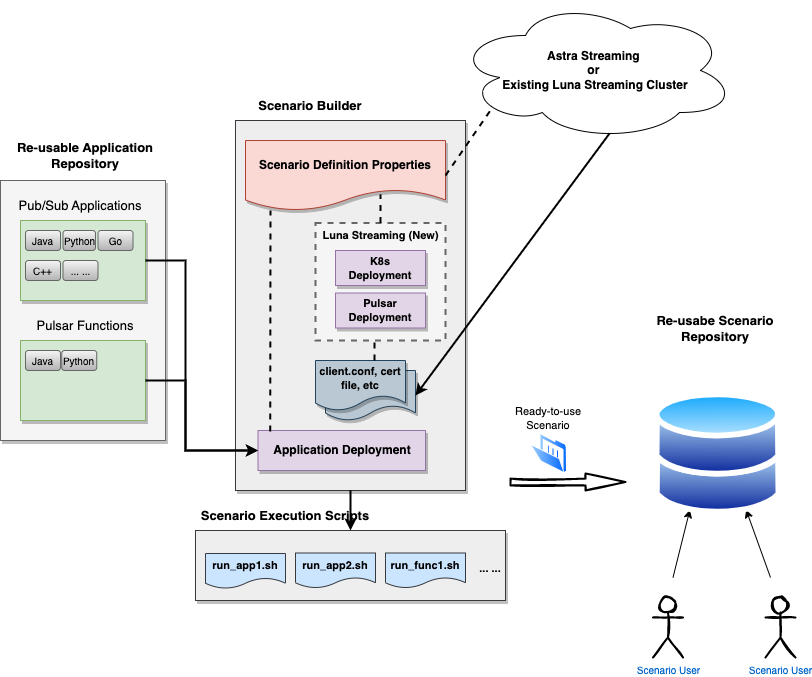 Astra Streaming
or
Existing Luna Streaming Cluster
Scenario Builder
Re-usable Application
Repository
Scenario Definition Properties
Pub/Sub Applications
Java
Python
Go
C++
... ...
Luna Streaming (New)
K8s
Deployment
Pulsar
Deployment
Pulsar Functions
Java
Python
client.conf, cert
file, etc
Application Deployment
Re-usabe Scenario
Repository
Ready-to-use
Scenario
Scenario Execution Scripts
run_app1.sh
run_app2.sh
run_func1.sh
... ...
Scenario User
Scenario User